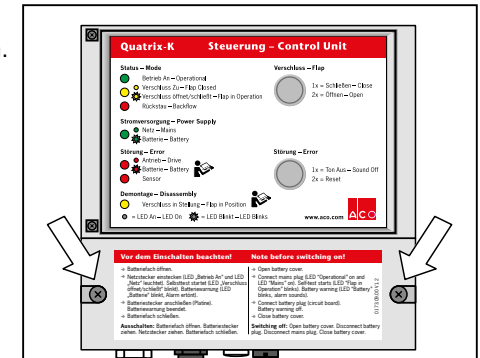 .
Quatrix-K Steuerung – Control Unit
Status – Mode
Betrieb An – Operational
Verschluss Zu – Flap Closed
Verschluss öffnet/schließt – Flap in Operation
Rückstau – Backflow
Verschluss – Flap
1x = Schließen – Close
2x = Öffnen – Open
Stromversorgung – Power Supply
Netz – Mains
Batterie – Battery
Störung – Error
Antrieb – Drive
Batterie – Battery
Sensor
Störung – Error
1x = Ton Aus – Sound Off
2x = Reset
Demontage – Disassembly
Verschluss in Stellung – Flap in Position
= LED An – LED On = LED Blinkt – LED Blinks
www.aco.com ACO
Vor dem Einschalten beachten!
→ Batteriefach öffnen.
→ Netzstecker einstecken (LED „Betrieb An“ und LED
„Netz“ leuchtet). Selbsttest startet (LED „Verschluss
öffnet/schließt“ blinkt). Batteriewarnung (LED
„Batterie“ blinkt, Alarm ertönt).
→ Batteriestecker anschließen (Platine).
Batteriewarnung beendet.
→ Batteriefach schließen.
Ausschalten: Batteriefach öffnen. Batteriestecker
ziehen. Netzstecker ziehen. Batteriefach schließen.
Note before switching on!
→ Open battery cover.
→ Connect mains plug (LED "Operational" on and
LED "Mains" on). Self-test starts (LED "Flap in
Operation" blinks). Battery warning (LED "Battery"
blinks, alarm sounds).
→ Connect battery plug (circuit board).
Battery warning off.
→ Close battery cover.
Switching off: Open battery cover. Disconnect battery
plug. Disconnect mains plug. Close battery cover.